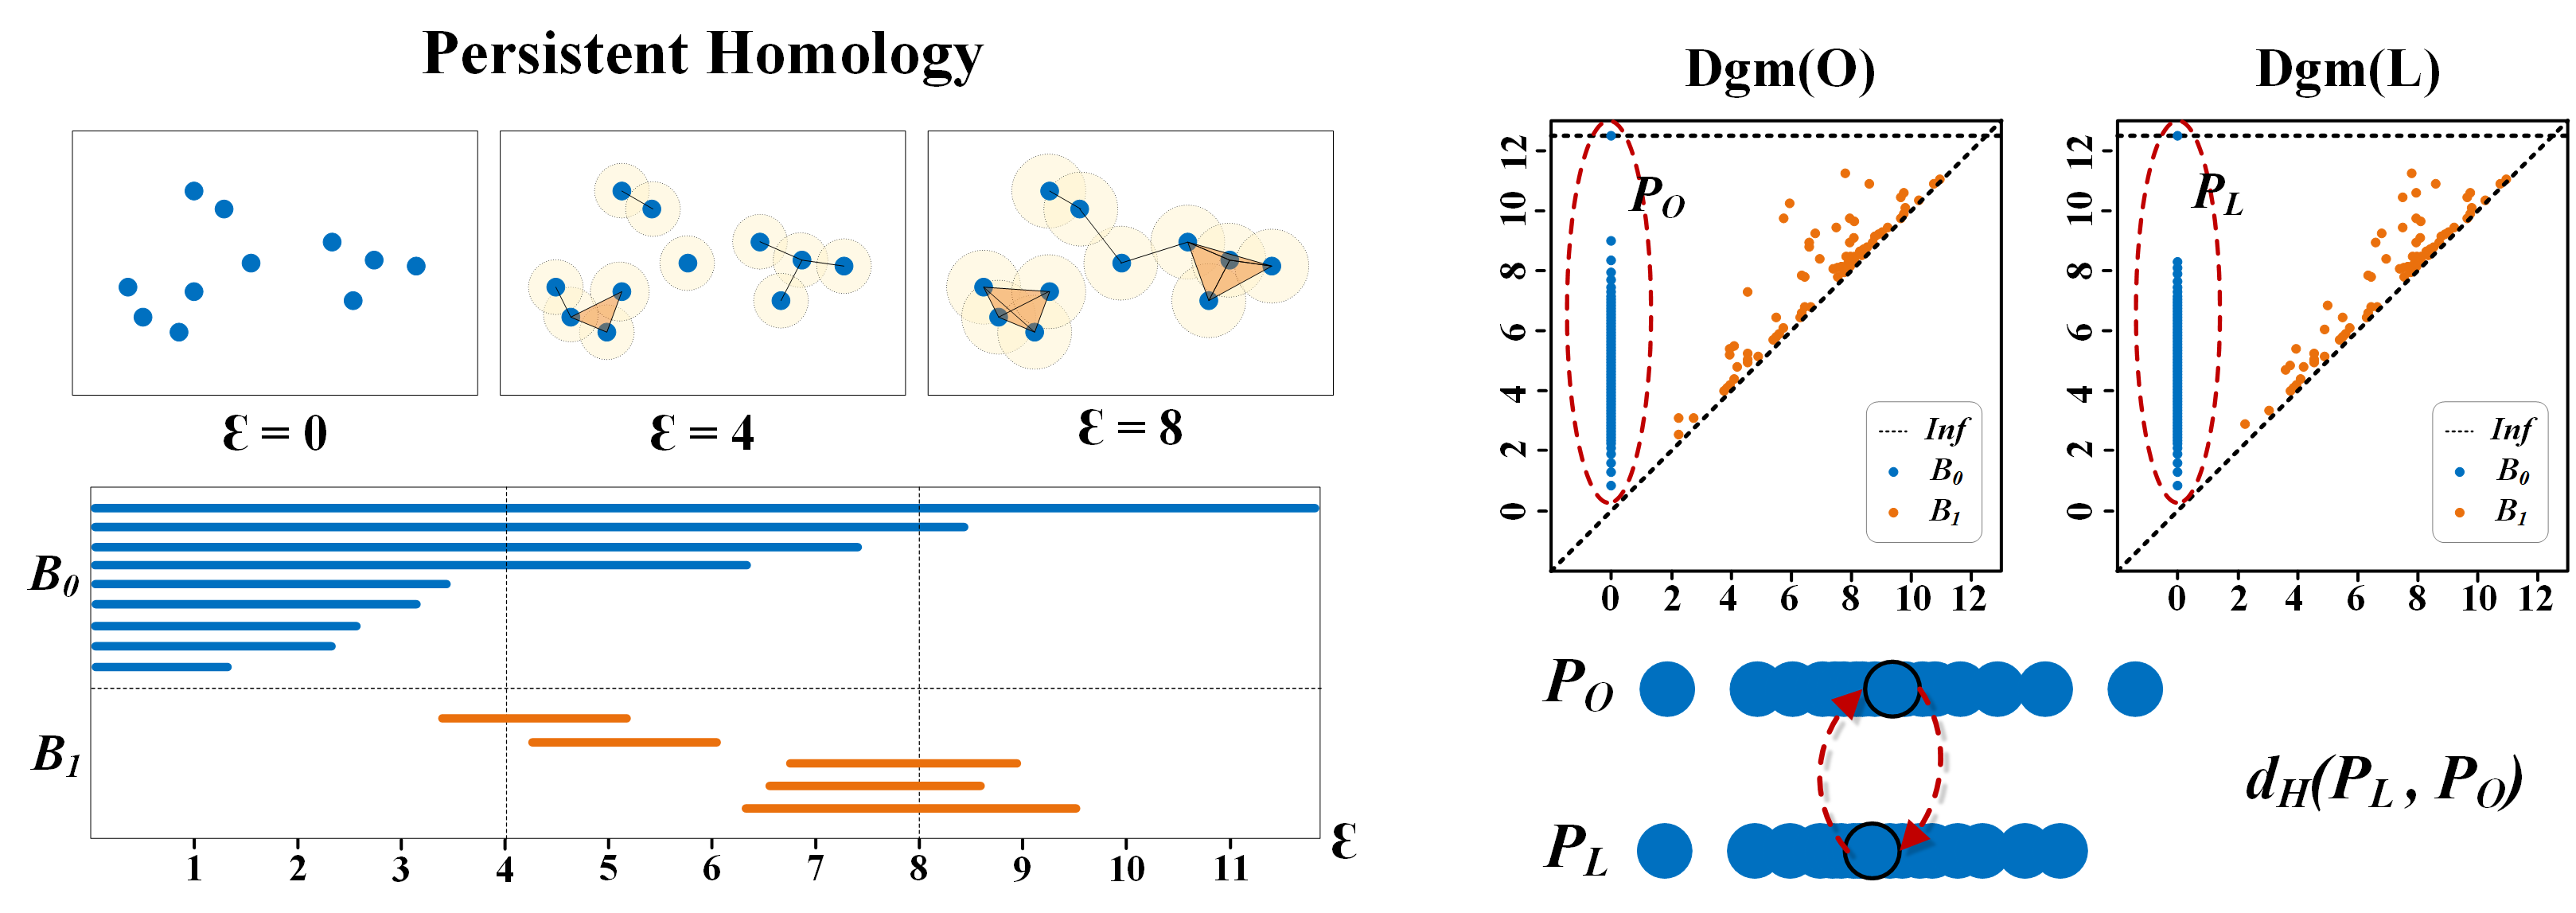 Persistent Homology
ε = 0
ε = 4
ε = 8
B0
B1
1 2 3 4 5 6 7 8 9 10 11
ε
Dgm(O)
PO
12
10
8
6
4
2
0
Inf
B0
B1
0 2 4 6 8 10 12
Dgm(L)
PL
12
10
8
6
4
2
0
Inf
B0
B1
0 2 4 6 8 10 12
PO
PL
dH(PL , PO)